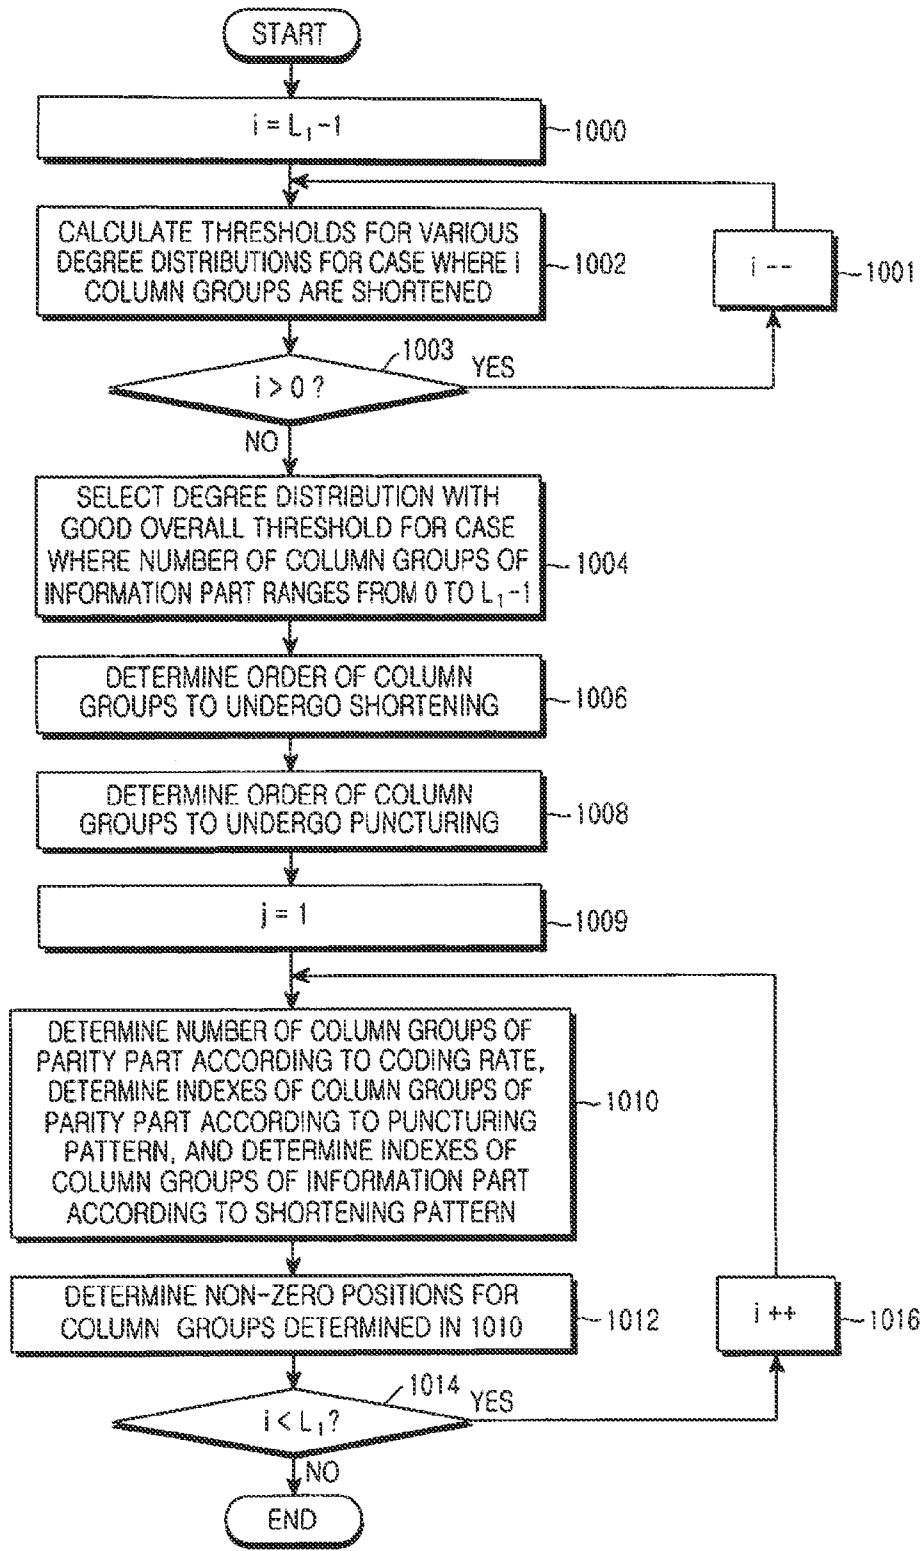 START
i = L₁-1
1000
CALCULATE THRESHOLDS FOR VARIOUS
DEGREE DISTRIBUTIONS FOR CASE WHERE i
COLUMN GROUPS ARE SHORTENED
1002
i --
1001
1003
i > 0 ?
YES
NO
SELECT DEGREE DISTRIBUTION WITH
GOOD OVERALL THRESHOLD FOR CASE
WHERE NUMBER OF COLUMN GROUPS OF
INFORMATION PART RANGES FROM 0 TO L₁-1
1004
DETERMINE ORDER OF COLUMN
GROUPS TO UNDERGO SHORTENING
1006
DETERMINE ORDER OF COLUMN
GROUPS TO UNDERGO PUNCTURING
1008
j = 1
1009
DETERMINE NUMBER OF COLUMN GROUPS OF
PARITY PART ACCORDING TO CODING RATE,
DETERMINE INDEXES OF COLUMN GROUPS OF
PARITY PART ACCORDING TO PUNCTURING
PATTERN, AND DETERMINE INDEXES OF
COLUMN GROUPS OF INFORMATION PART
ACCORDING TO SHORTENING PATTERN
1010
DETERMINE NON-ZERO POSITIONS FOR
COLUMN GROUPS DETERMINED IN 1010
1012
i ++
1016
1014
i < L₁?
YES
NO
END